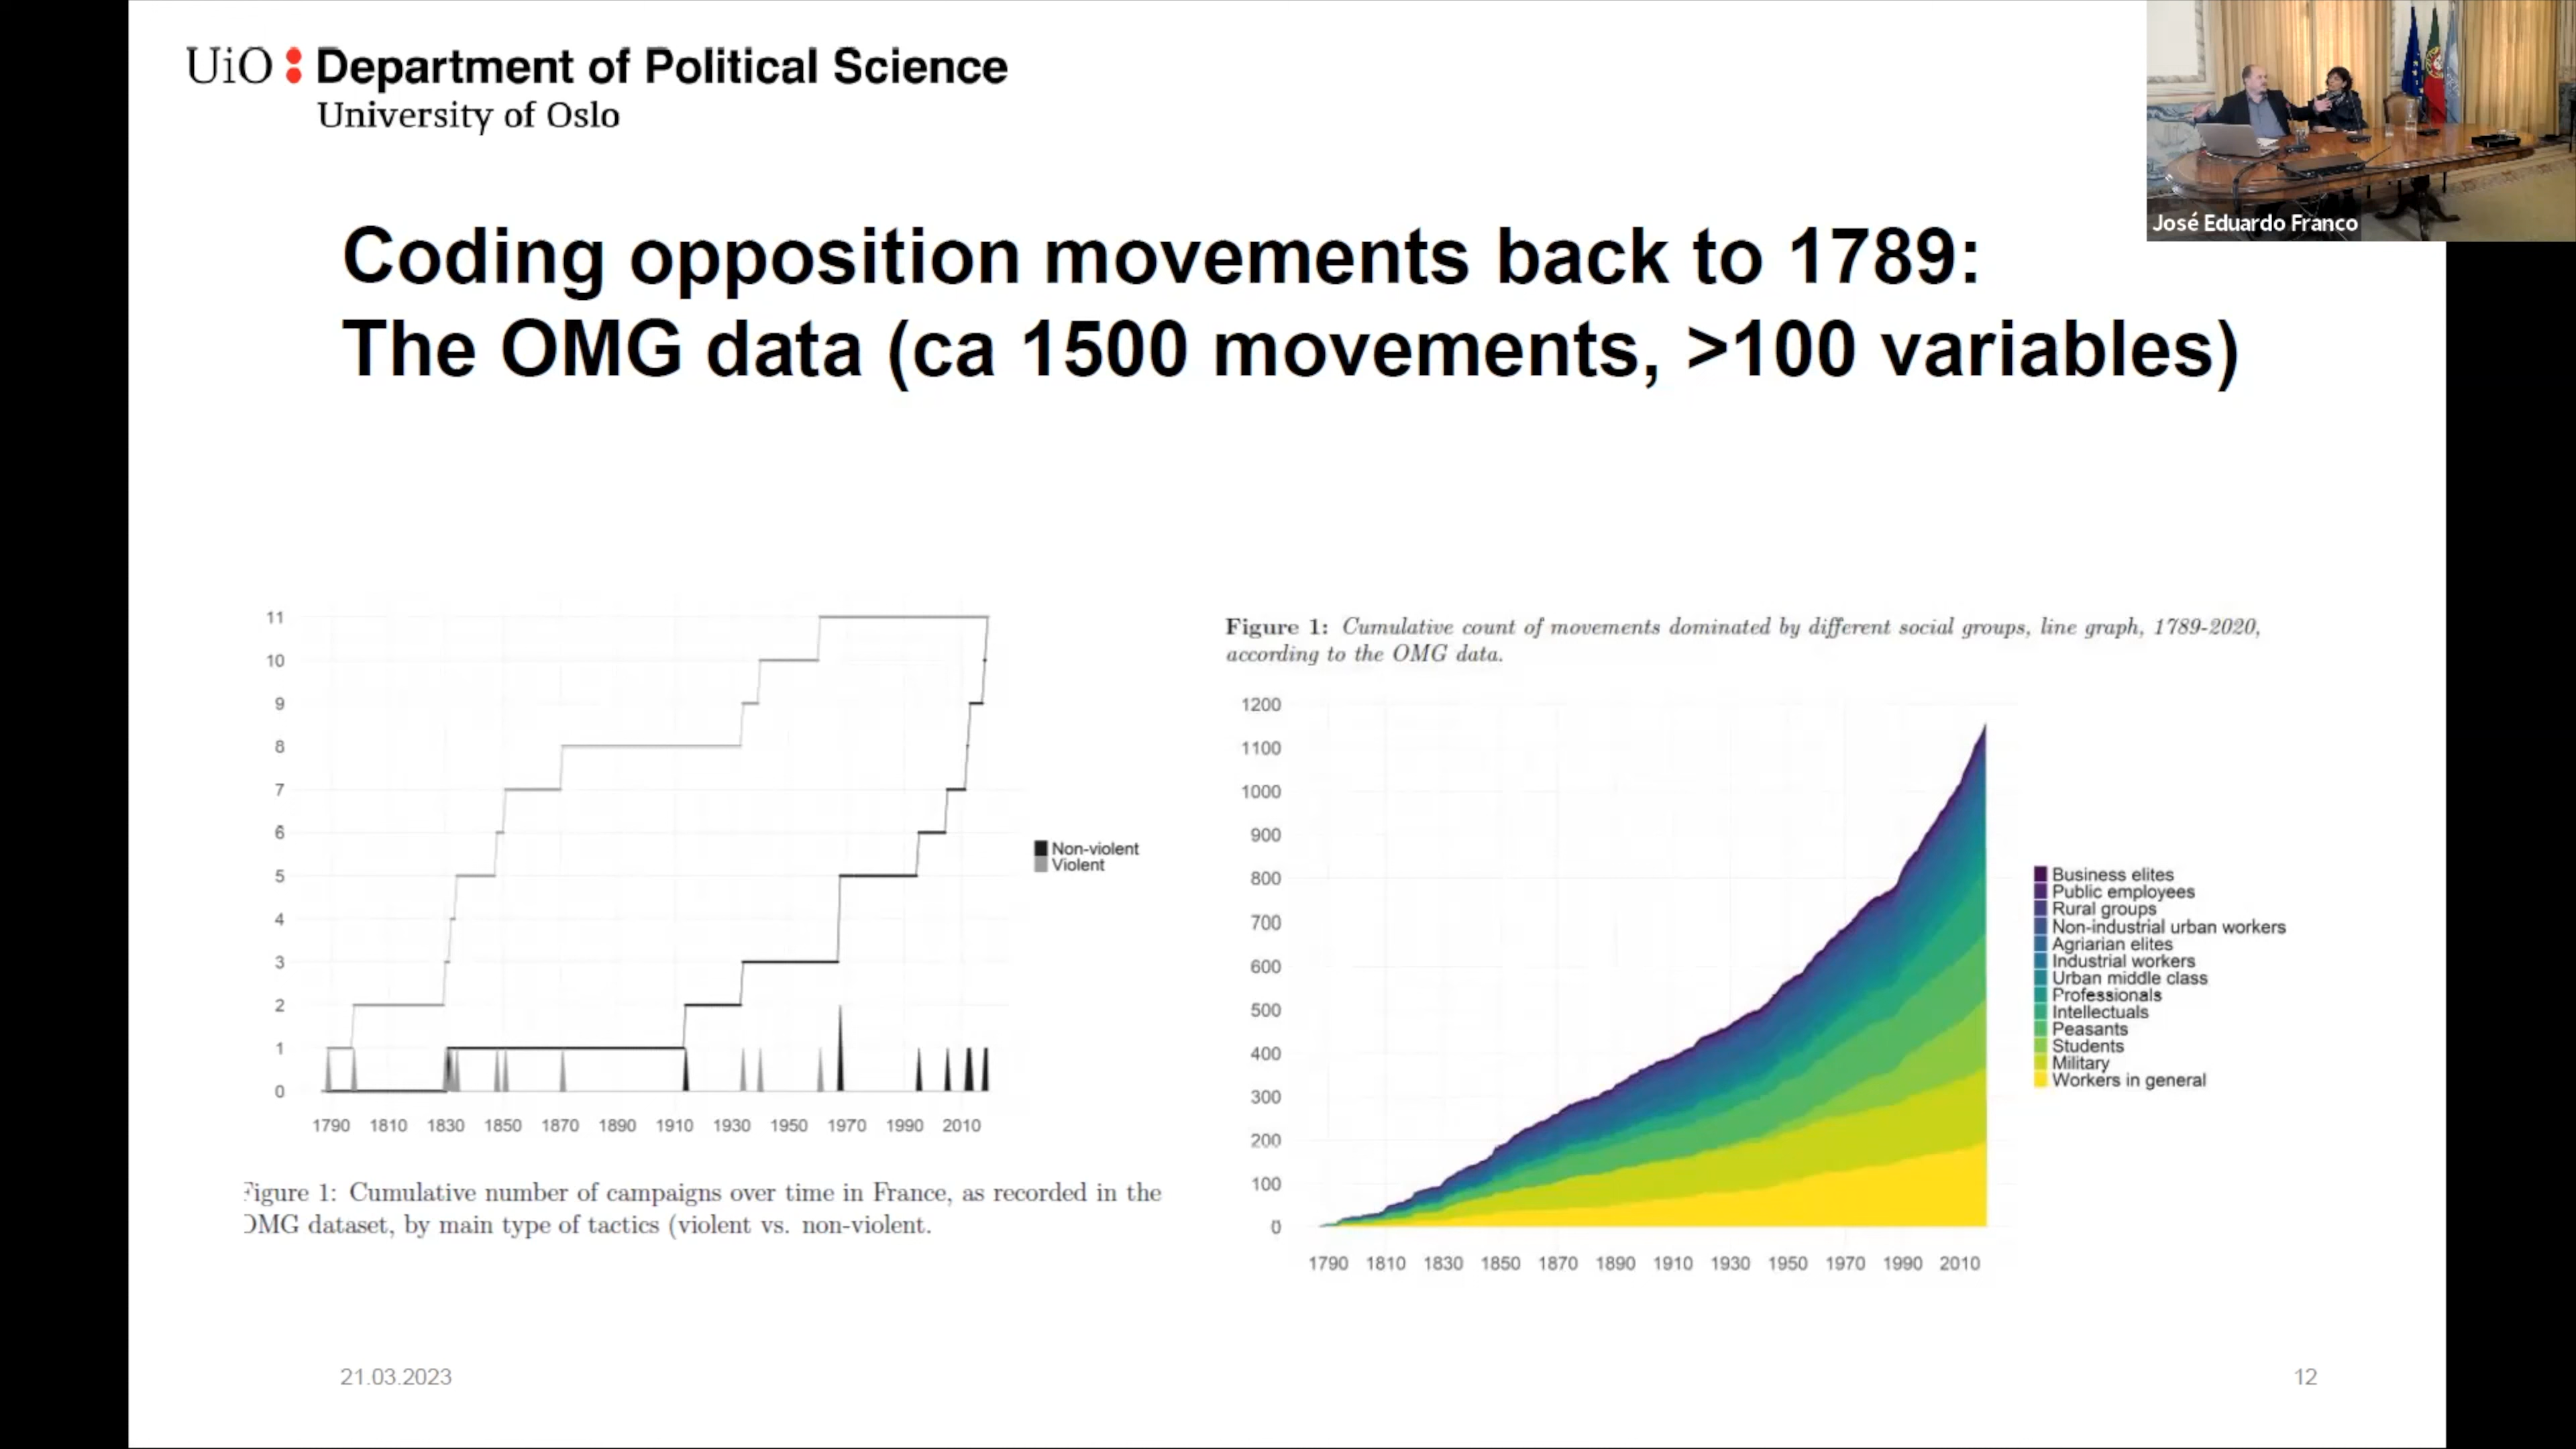 UiO : Department of Political Science
University of Oslo
José Eduardo Franco
Coding opposition movements back to 1789:
The OMG data (ca 1500 movements, >100 variables)
11
10
9
8
7
6
5
4
3
2
1
0
1790 1810 1830 1850 1870 1890 1910 1930 1950 1970 1990 2010
Non-violent
Violent
Figure 1: Cumulative number of campaigns over time in France, as recorded in the
OMG dataset, by main type of tactics (violent vs. non-violent.
Figure 1: Cumulative count of movements dominated by different social groups, line graph, 1789-2020,
according to the OMG data.
1200
1100
1000
900
800
700
600
500
400
300
200
100
0
1790 1810 1830 1850 1870 1890 1910 1930 1950 1970 1990 2010
Business elites
Public employees
Rural groups
Non-industrial urban workers
Agriarian elites
Industrial workers
Urban middle class
Professionals
Intellectuals
Peasants
Students
Military
Workers in general
21.03.2023
12